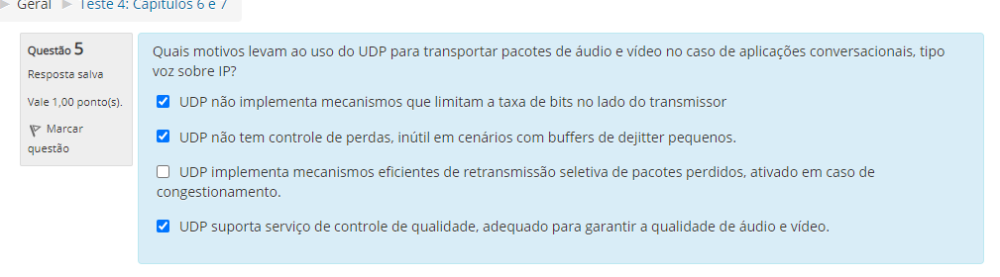 Geral Teste 4: Capítulos 6 e 7
Questão 5
Resposta salva
Vale 1,00 ponto(s).
Marcar
questão
Quais motivos levam ao uso do UDP para transportar pacotes de áudio e vídeo no caso de aplicações conversacionais, tipo
voz sobre IP?
UDP não implementa mecanismos que limitam a taxa de bits no lado do transmissor
UDP não tem controle de perdas, inútil em cenários com buffers de dejitter pequenos.
UDP implementa mecanismos eficientes de retransmissão seletiva de pacotes perdidos, ativado em caso de
congestionamento.
UDP suporta serviço de controle de qualidade, adequado para garantir a qualidade de áudio e vídeo.